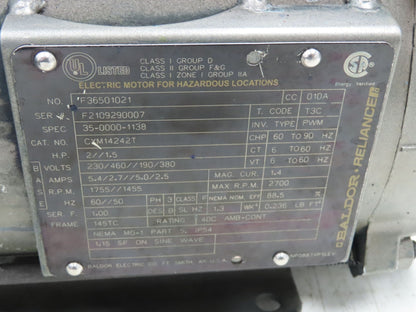 UL LISTED
CLASS I GROUP D
CLASS II GROUP F&G
CLASS I ZONE I GROUP IIA
ELECTRIC MOTOR FOR HAZARDOUS LOCATIONS
Energy Verified
NO. F36501021 CC 010A
SER. F2109290007 T. CODE T3C
SPEC 35-0000-1138 INV. TYPE PWM
CAT. NO. 14242T CHP 60 TO 90 HZ
H.P. 2//1.5 CT 6 TO 60 HZ
VOLTS 230/460//190/380 VT 6 TO 60 HZ
AMPS 5.4/2.7//5.0/2.5 MAG. CUR. 1.4
R.P.M. 1755//1455 MAX R.P.M. 2700
HZ 60//50 PH 3 CLASS F NEMA NOM. EFF 88.5 %
SER. F. 1.00 DES B SL HZ 1.3 WK² 0.236 LB FT²
FRAME 145TC RATING 40C AMB-CONT
NEMA MG-1 PART 5, IP54
1.15 SF ON SINE WAVE
BALDOR ELECTRIC CO. FT. SMITH, AR. U.S.A.
BALDOR · RELIANCE